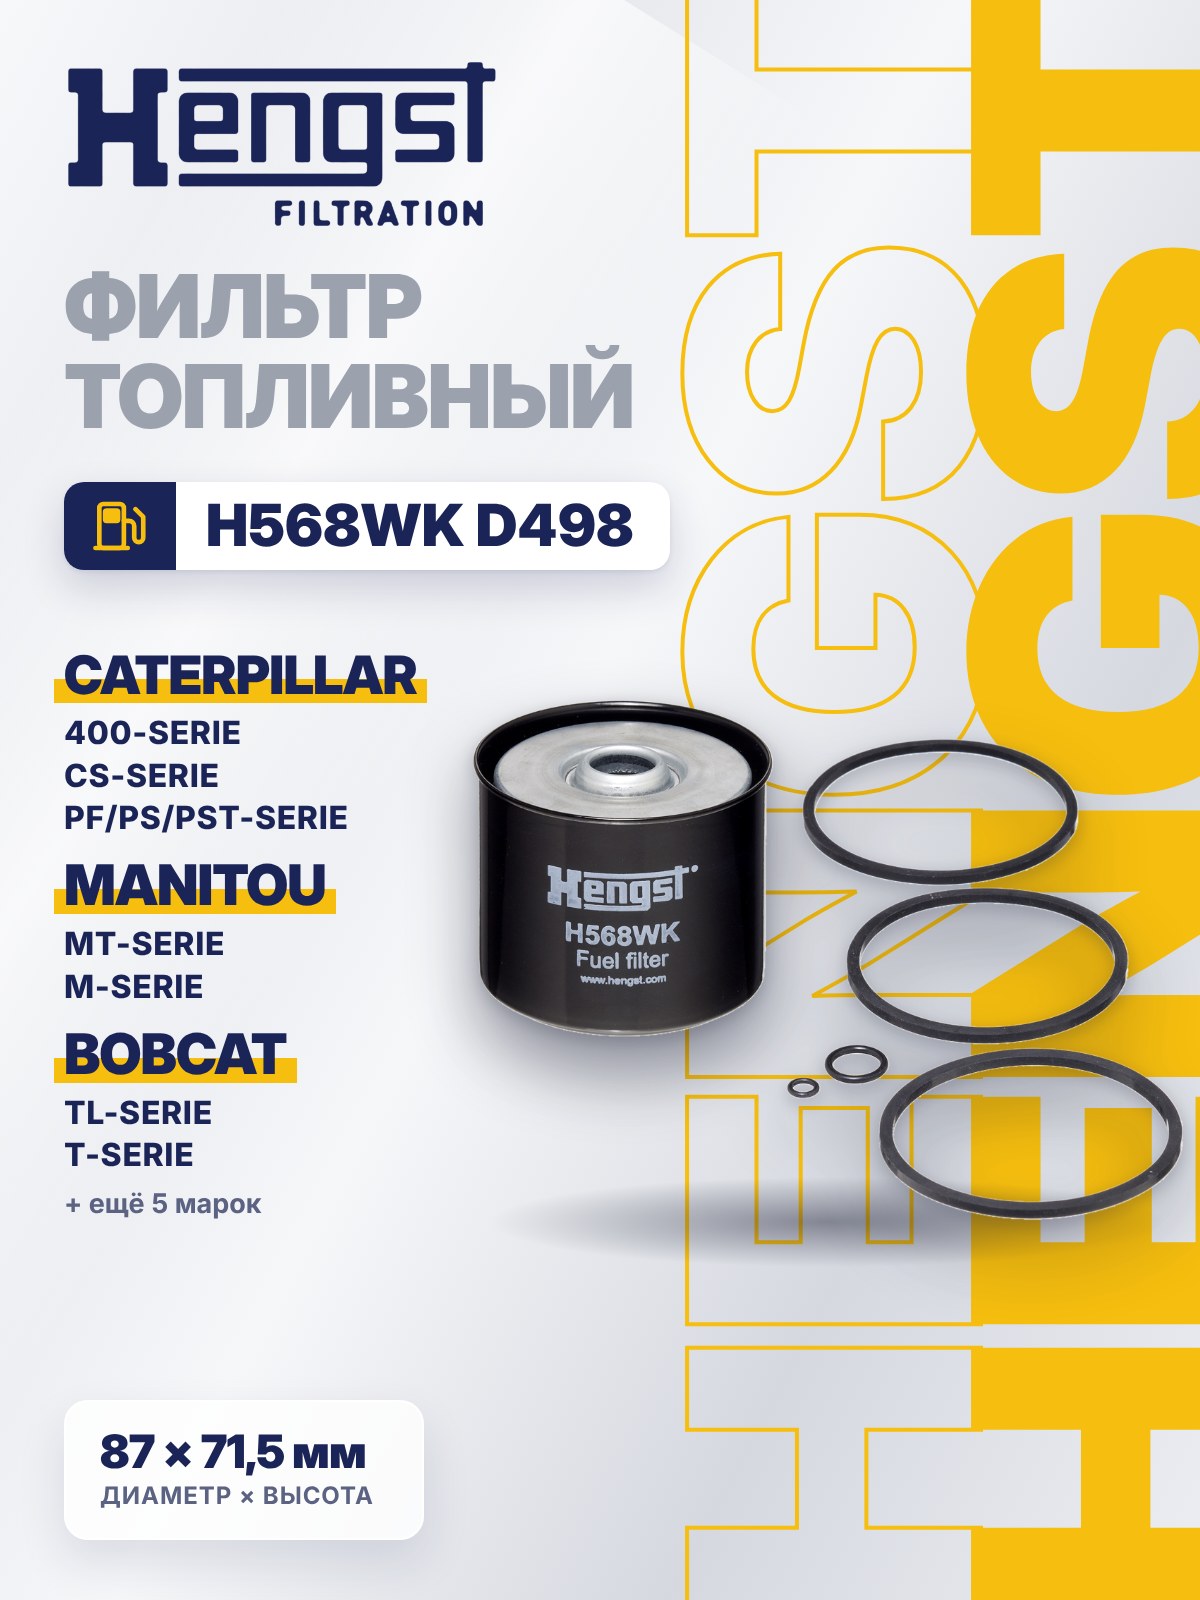 Hengst
FILTRATION
ФИЛЬТР
ТОПЛИВНЫЙ
H568WK D498
CATERPILLAR
400-SERIE
CS-SERIE
PF/PS/PST-SERIE
MANITOU
MT-SERIE
M-SERIE
BOBCAT
TL-SERIE
T-SERIE
+ ещё 5 марок
87 × 71,5 мм
ДИАМЕТР × ВЫСОТА
Hengst
H568WK
Fuel filter
www.hengst.com
HENGST
HENGST